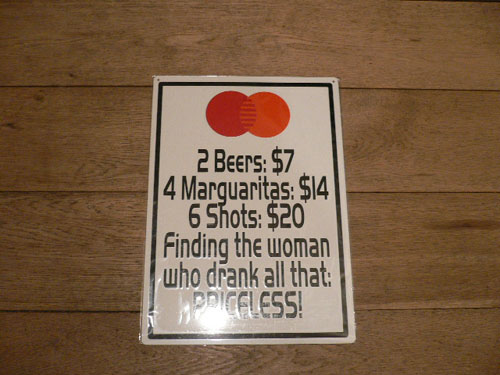 2 Beers: $7
4 Marguaritas: $14
6 Shots: $20
Finding the woman
who drank all that:
PRICELESS!